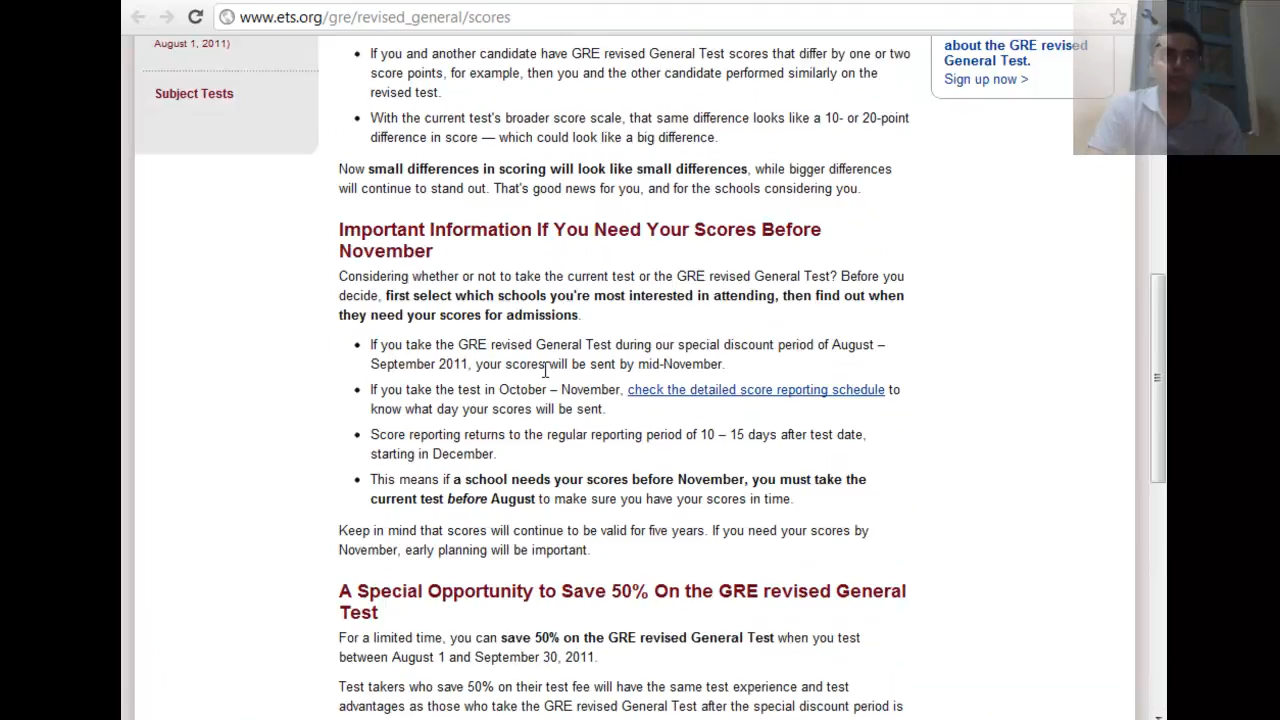 www.ets.org/gre/revised_general/scores
August 1, 2011)
Subject Tests
• If you and another candidate have GRE revised General Test scores that differ by one or two
score points, for example, then you and the other candidate performed similarly on the
revised test.
• With the current test's broader score scale, that same difference looks like a 10- or 20-point
difference in score — which could look like a big difference.
Now small differences in scoring will look like small differences, while bigger differences
will continue to stand out. That's good news for you, and for the schools considering you.
Important Information If You Need Your Scores Before
November
Considering whether or not to take the current test or the GRE revised General Test? Before you
decide, first select which schools you're most interested in attending, then find out when
they need your scores for admissions.
• If you take the GRE revised General Test during our special discount period of August –
September 2011, your scores will be sent by mid-November.
• If you take the test in October – November, check the detailed score reporting schedule to
know what day your scores will be sent.
• Score reporting returns to the regular reporting period of 10 – 15 days after test date,
starting in December.
• This means if a school needs your scores before November, you must take the
current test before August to make sure you have your scores in time.
Keep in mind that scores will continue to be valid for five years. If you need your scores by
November, early planning will be important.
A Special Opportunity to Save 50% On the GRE revised General
Test
For a limited time, you can save 50% on the GRE revised General Test when you test
between August 1 and September 30, 2011.
Test takers who save 50% on their test fee will have the same test experience and test
advantages as those who take the GRE revised General Test after the special discount period is
about the GRE revised
General Test.
Sign up now >